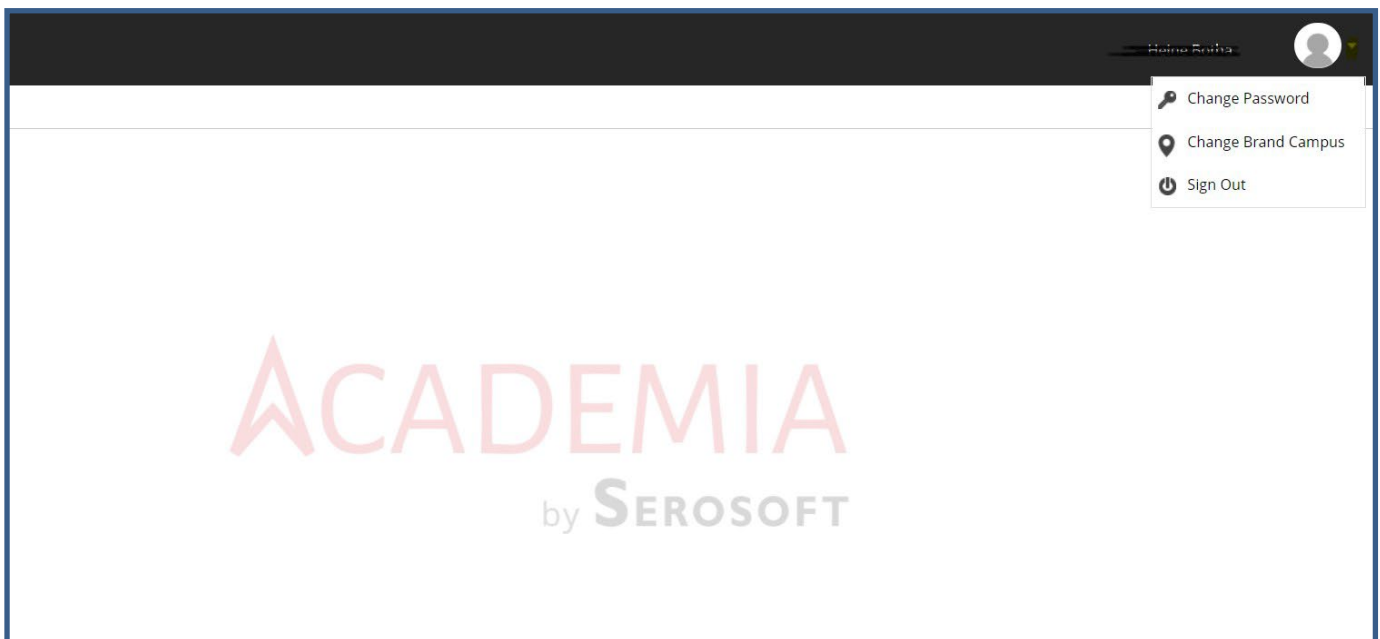 Change Password
Change Brand Campus
Sign Out
ACADEMIA
by SEROSOFT